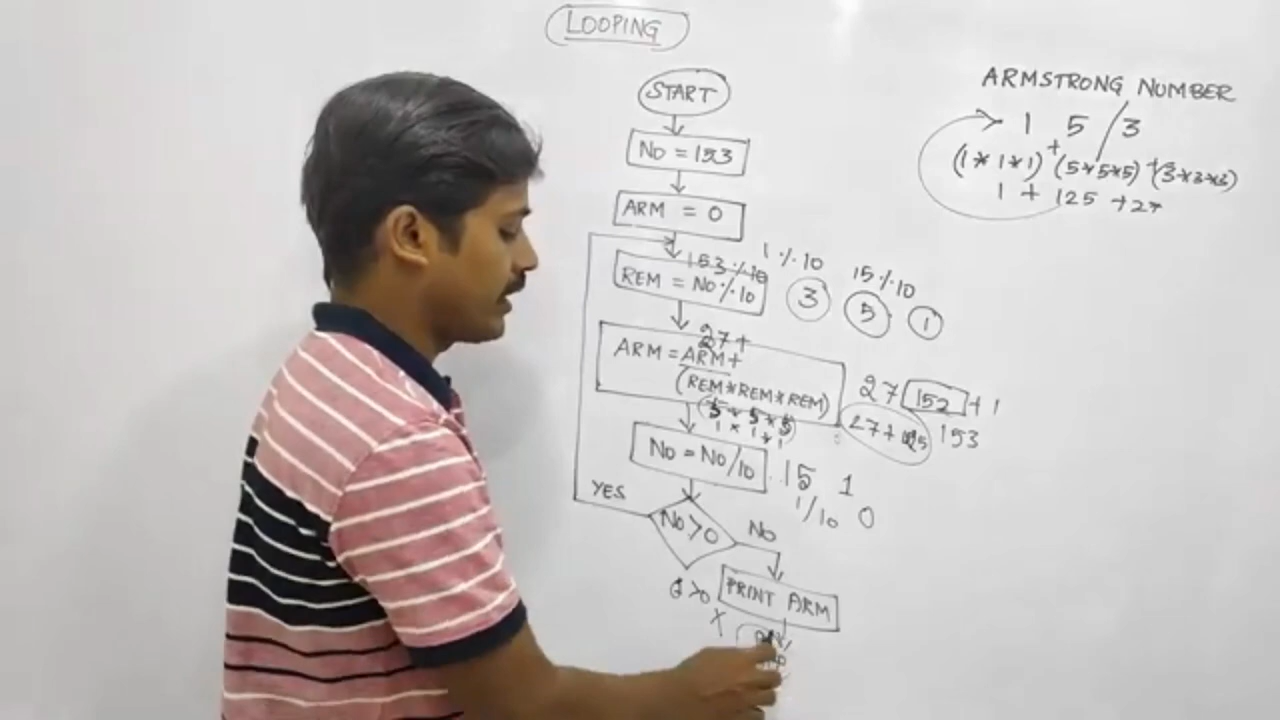 LOOPING
START
NO = 153
ARM = 0
153 % 10
REM = NO % 10
1 % 10
15 % 10
3 5 1
27+
ARM = ARM+
(REM*REM*REM)
1 * 1 * 1
27 152 + 1
27+125 153
NO = NO/10
15 1
1/10 0
YES
NO>0
NO
>0
X
PRINT ARM
ARMSTRONG NUMBER
1 5 / 3
(1*1*1) + (5*5*5) + (3*3*3)
1 + 125 +27